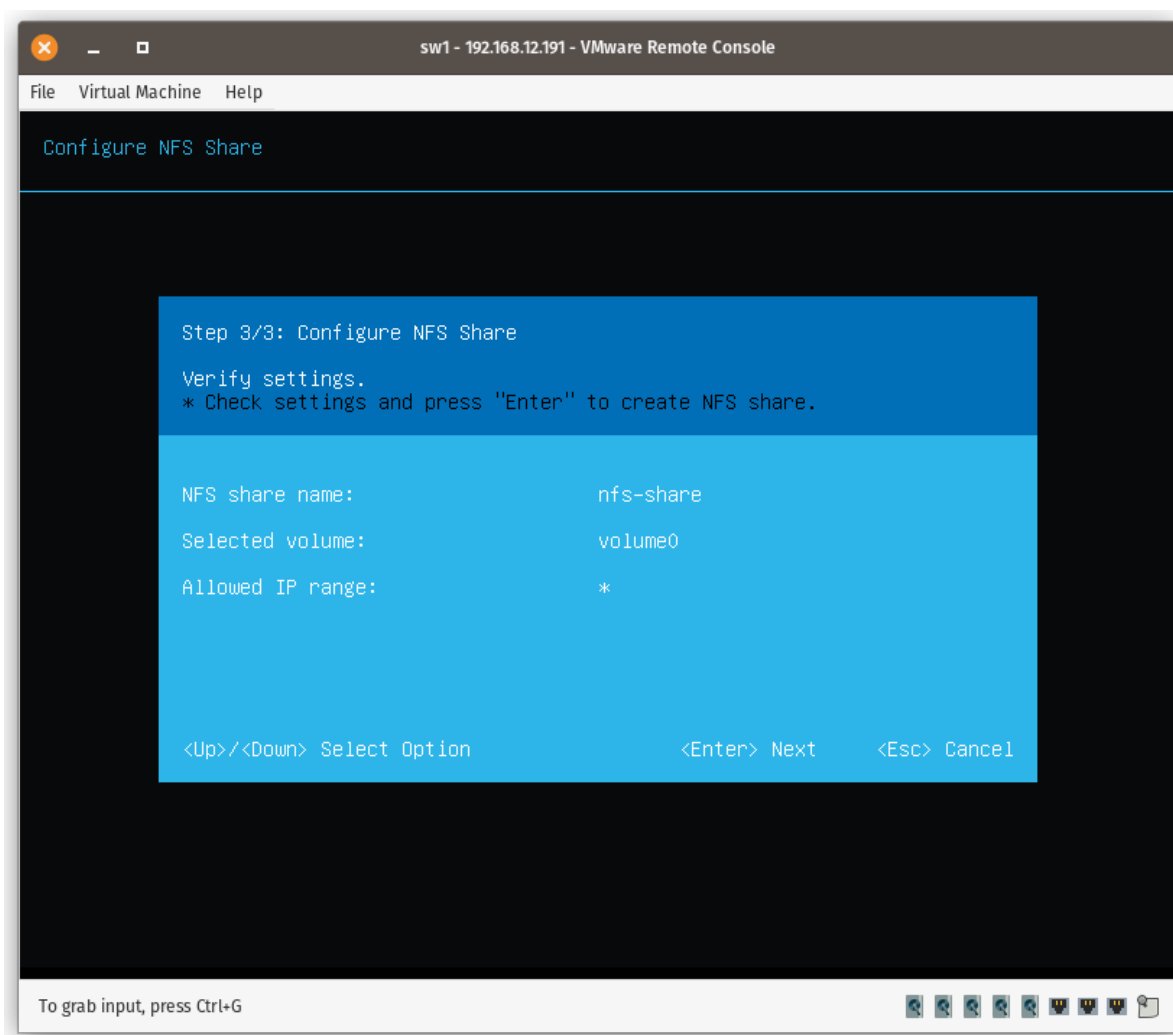 sw1 - 192.168.12.191 - VMware Remote Console
File Virtual Machine Help
Configure NFS Share
Step 3/3: Configure NFS Share
Verify settings.
* Check settings and press "Enter" to create NFS share.
NFS share name: nfs-share
Selected volume: volume0
Allowed IP range: *
<Up>/<Down> Select Option <Enter> Next <Esc> Cancel
To grab input, press Ctrl+G